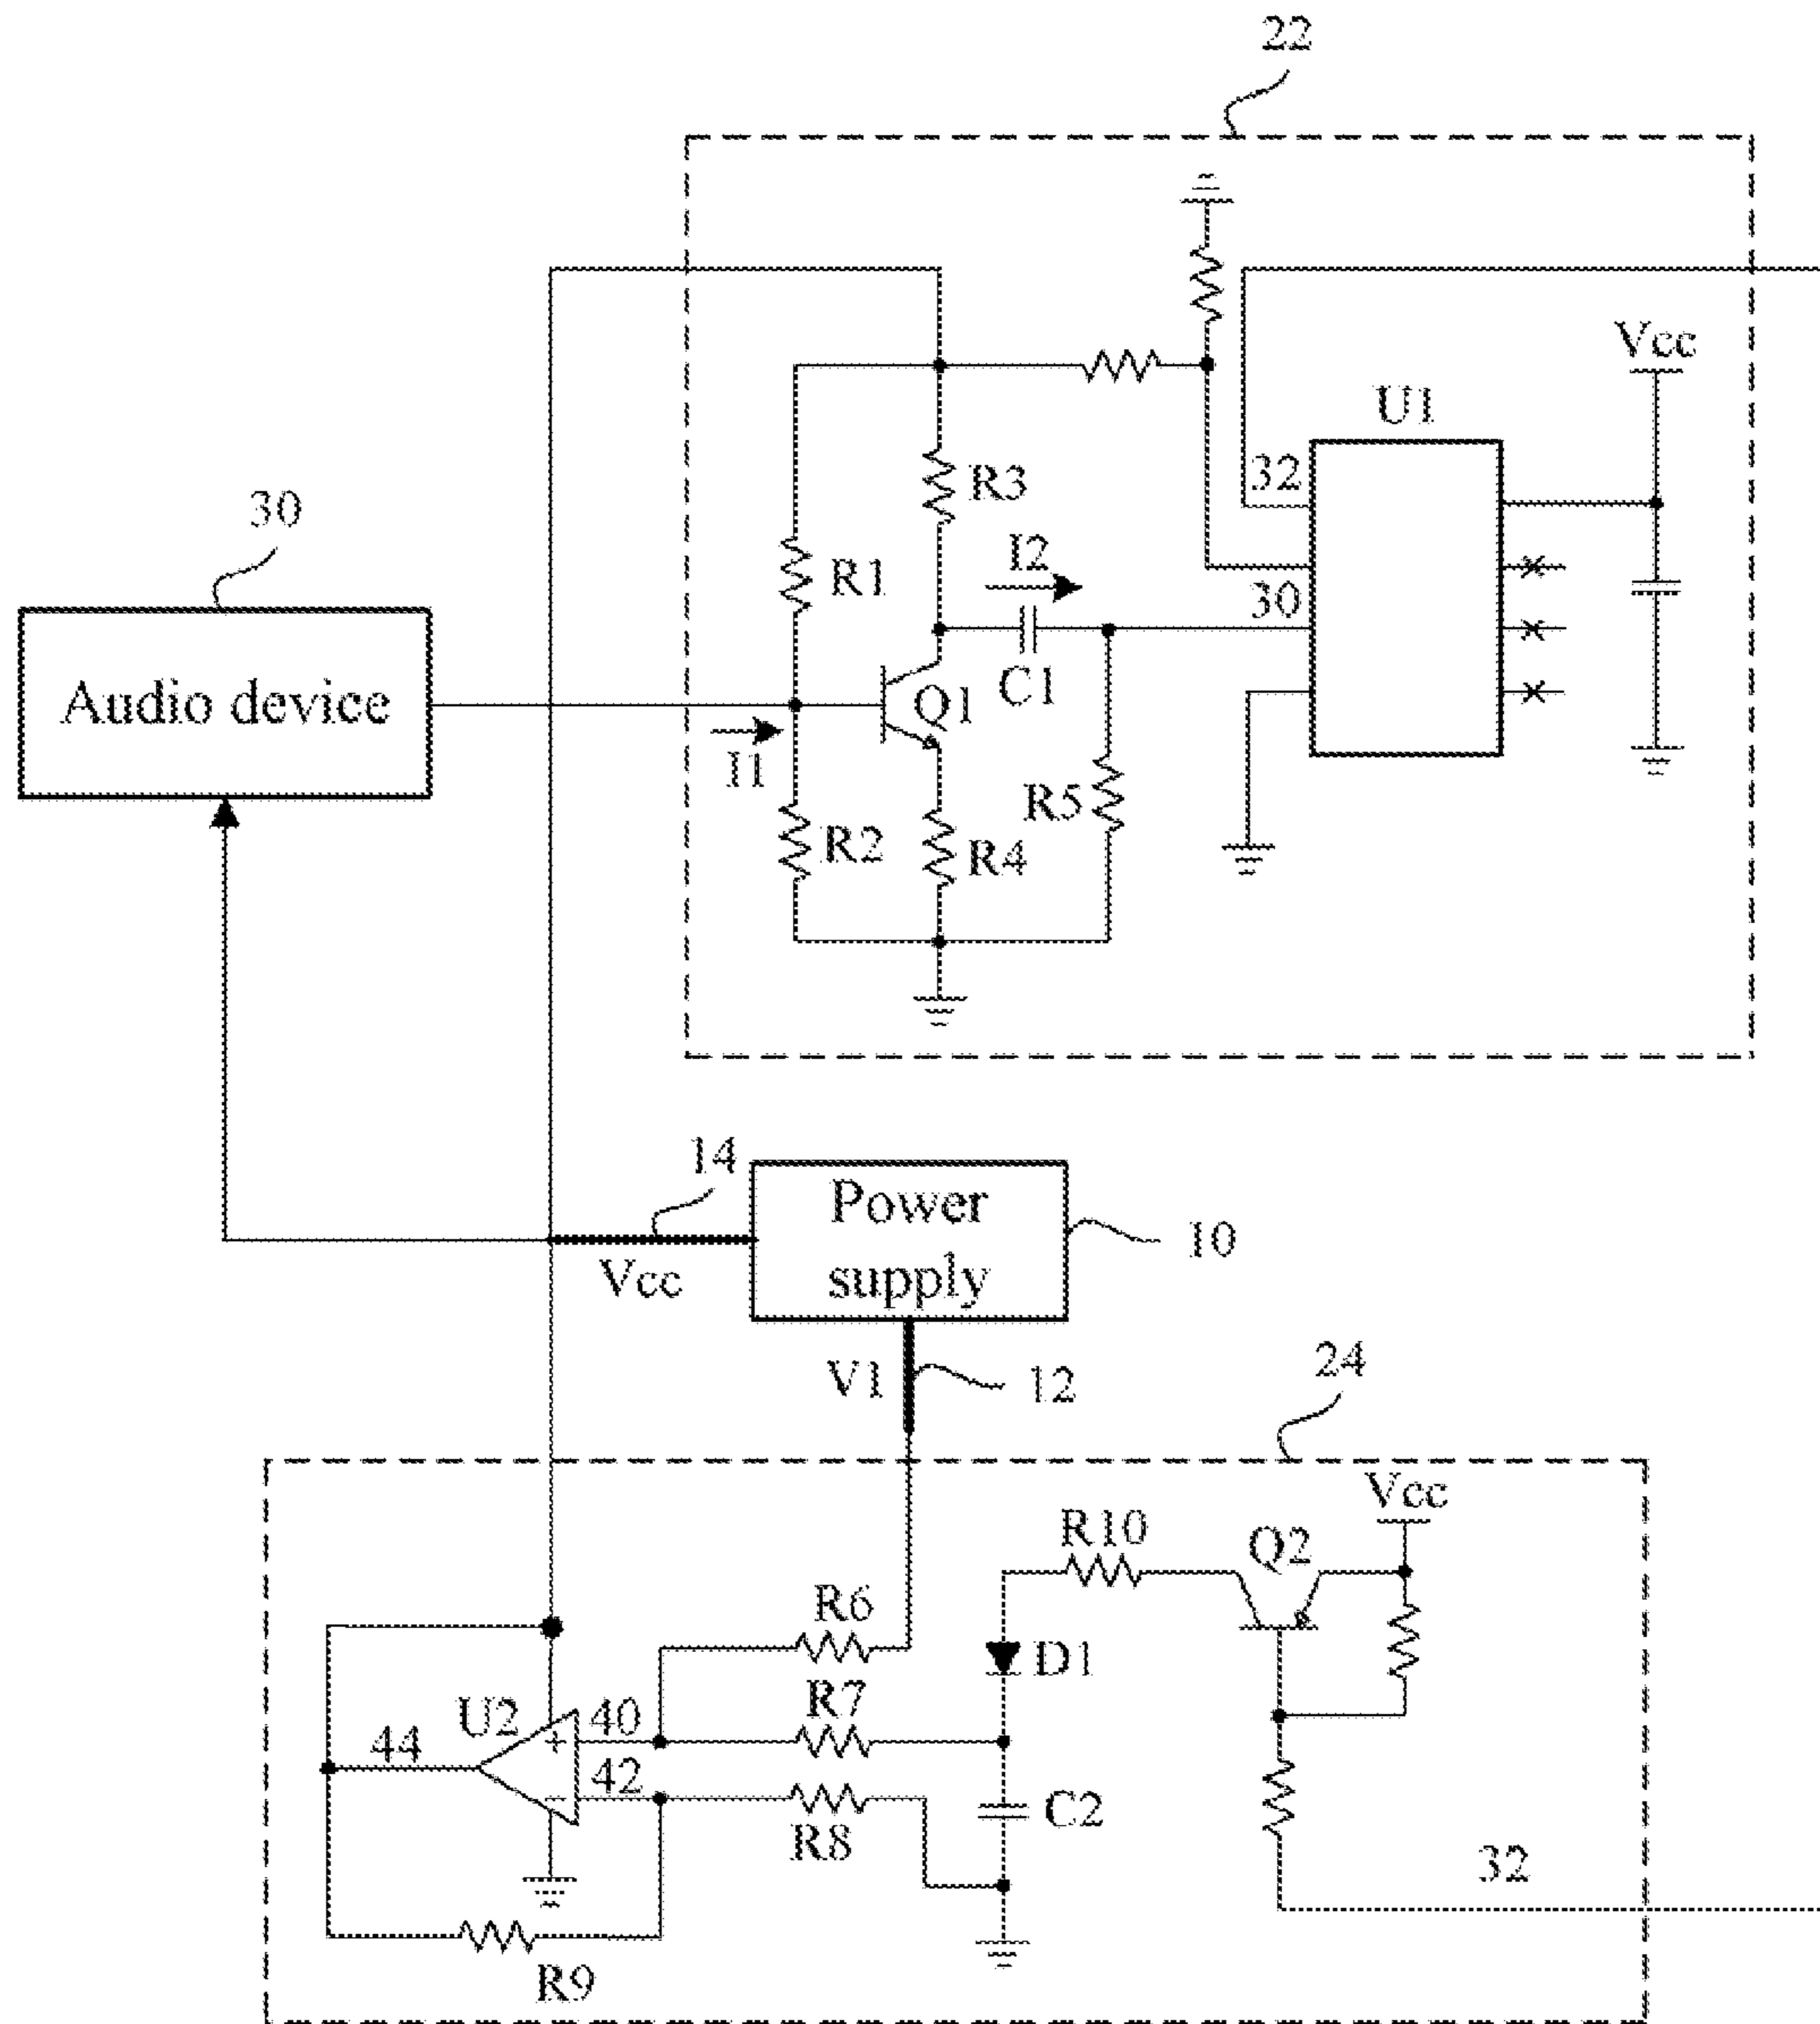 22
Vcc
U1
32
R3
30
I2
R1
30
Audio device
C1
Q1
I1
R5
R2
R4
14
Power
supply
10
Vcc
V1
12
24
Vcc
R10
Q2
R6
D1
R7
U2
40
+
44
42
-
C2
R8
32
R9